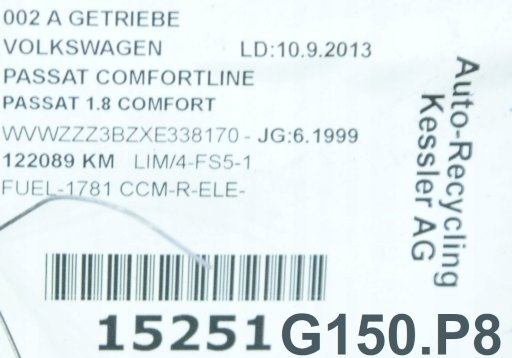 002 A GETRIEBE
VOLKSWAGEN LD:10.9.2013
PASSAT COMFORTLINE
PASSAT 1.8 COMFORT
WVWZZZ3BZXE338170 - JG:6.1999
122089 KM LIM/4-FS5-1
FUEL-1781 CCM-R-ELE-
15251 G150.P8
Auto-Recycling
Kessler AG